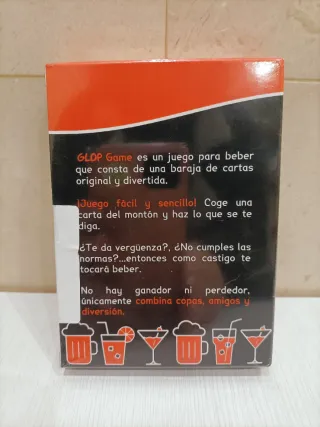 GLOP Game es un juego para beber
que consta de una baraja de cartas
original y divertida.
¡Juego fácil y sencillo! Coge una
carta del montón y haz lo que se te
diga.
¿Te da vergüenza?, ¿No cumples las
normas?...entonces como castigo te
tocará beber.
No hay ganador ni perdedor,
únicamente combina copas, amigos y
diversión.